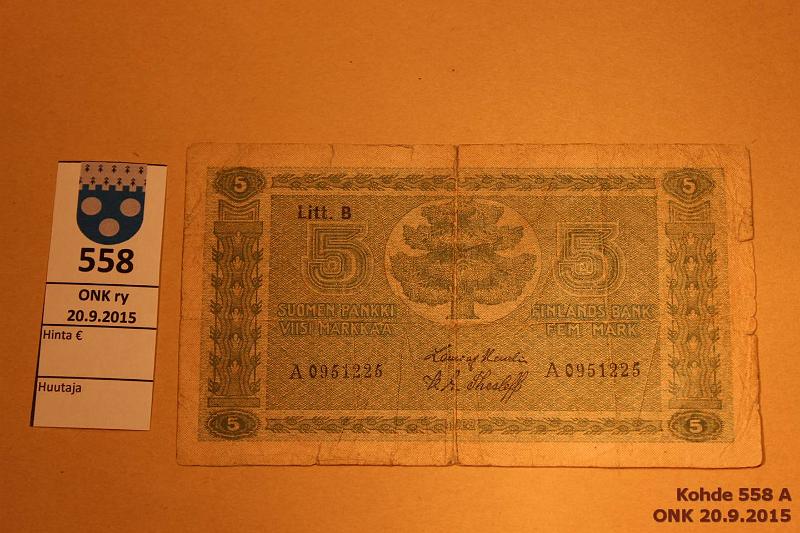 558
ONK ry
20.9.2015
Hinta €
Huutaja
5 5
Litt. B
5 5
SUOMEN PANKKI FINLANDS BANK
VIISI MARKKAA FEM MARK
A 0951225 A 0951225
5 5
Kohde 558 A
ONK 20.9.2015